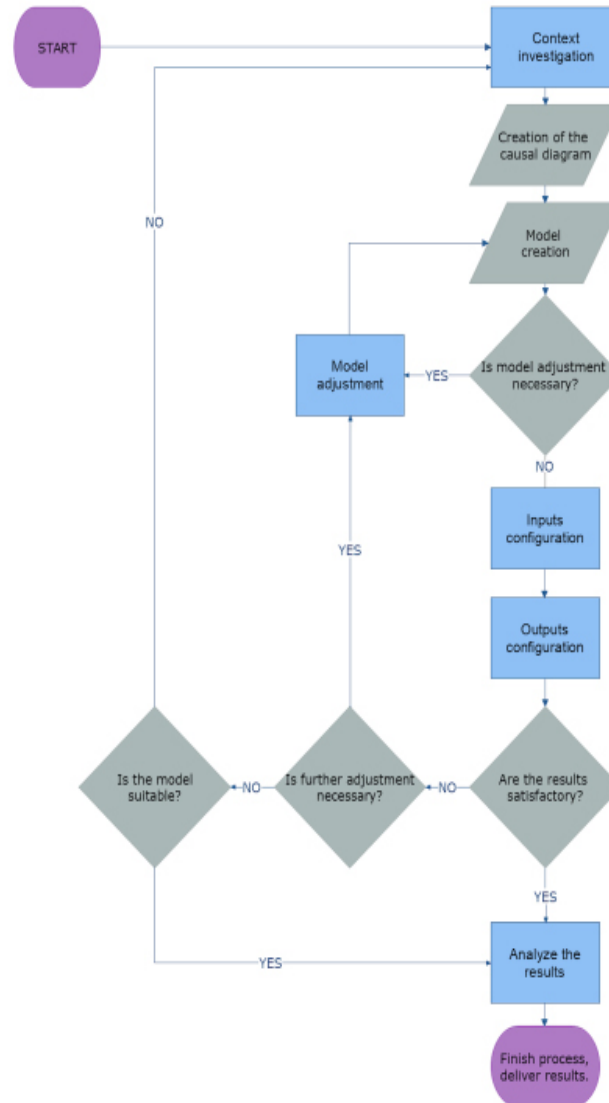 START
Context
investigation
Creation of the
causal diagram
NO
Model
creation
Model
adjustment
YES
Is model adjustment
necessary?
NO
Inputs
configuration
YES
Outputs
configuration
Is the model
suitable?
NO
Is further adjustment
necessary?
NO
Are the results
satisfactory?
YES
YES
Analyze the
results
Finish process,
deliver results.